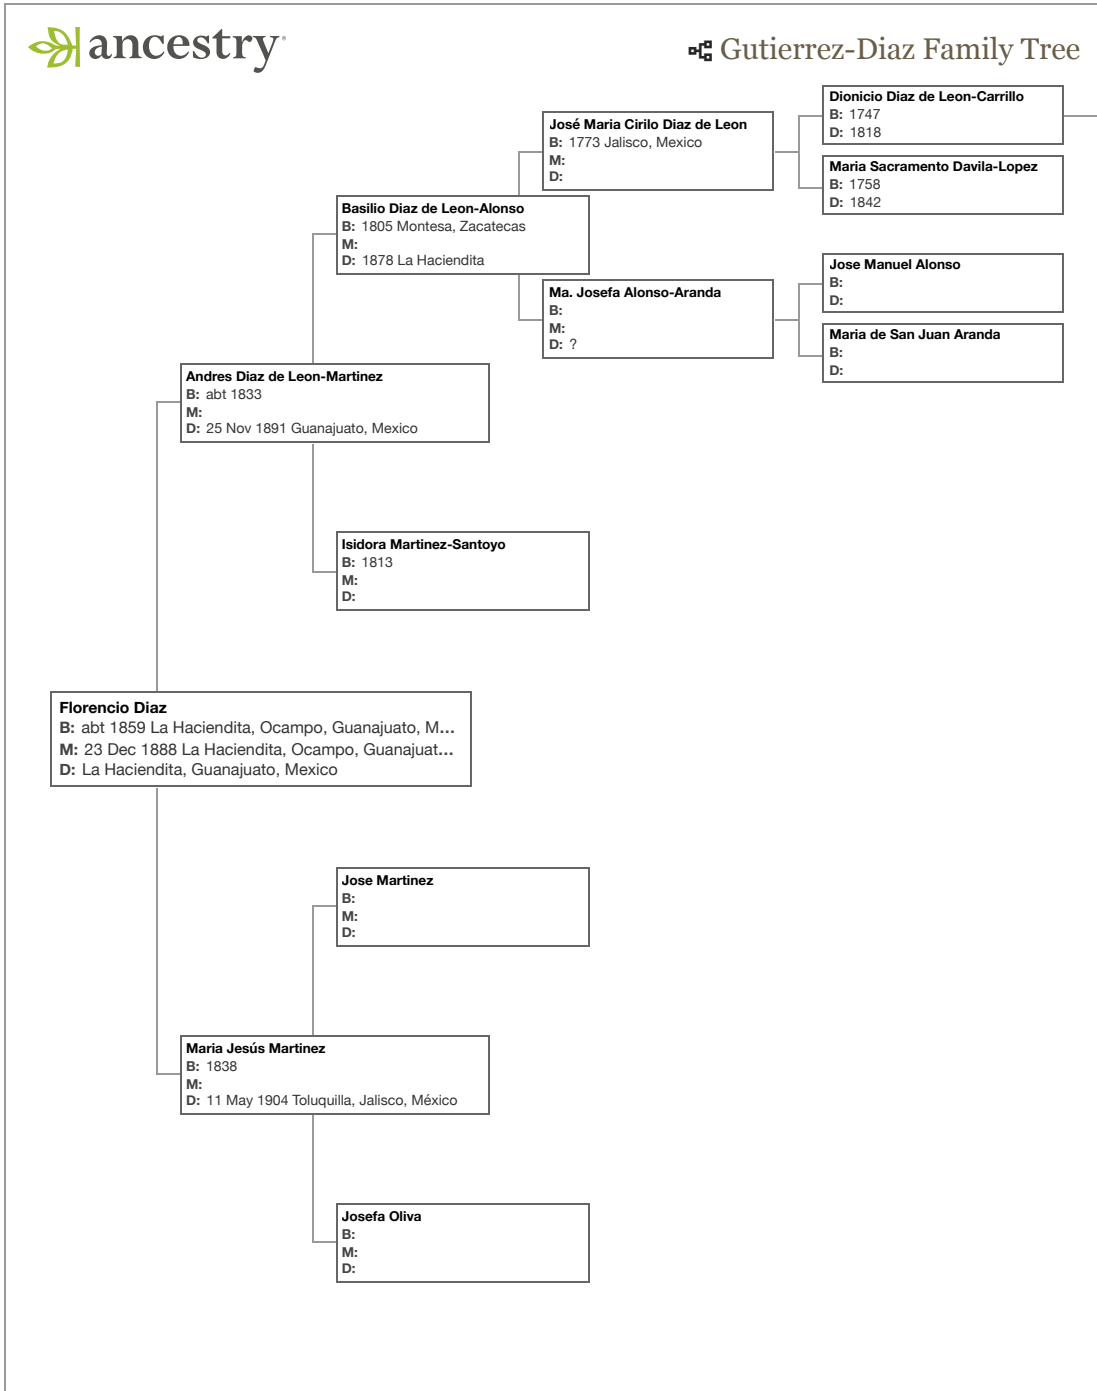 ancestry
Gutierrez-Diaz Family Tree
Dionicio Diaz de Leon-Carrillo
B: 1747
D: 1818
José Maria Cirilo Diaz de Leon
B: 1773 Jalisco, Mexico
M:
D:
Maria Sacramento Davila-Lopez
B: 1758
D: 1842
Basilio Diaz de Leon-Alonso
B: 1805 Montesa, Zacatecas
M:
D: 1878 La Haciendita
Jose Manuel Alonso
B:
D:
Ma. Josefa Alonso-Aranda
B:
M:
D: ?
Maria de San Juan Aranda
B:
D:
Andres Diaz de Leon-Martinez
B: abt 1833
M:
D: 25 Nov 1891 Guanajuato, Mexico
Isidora Martinez-Santoyo
B: 1813
M:
D:
Florencio Diaz
B: abt 1859 La Haciendita, Ocampo, Guanajuato, M...
M: 23 Dec 1888 La Haciendita, Ocampo, Guanajuat...
D: La Haciendita, Guanajuato, Mexico
Jose Martinez
B:
M:
D:
Maria Jesús Martinez
B: 1838
M:
D: 11 May 1904 Toluquilla, Jalisco, México
Josefa Oliva
B:
M:
D: